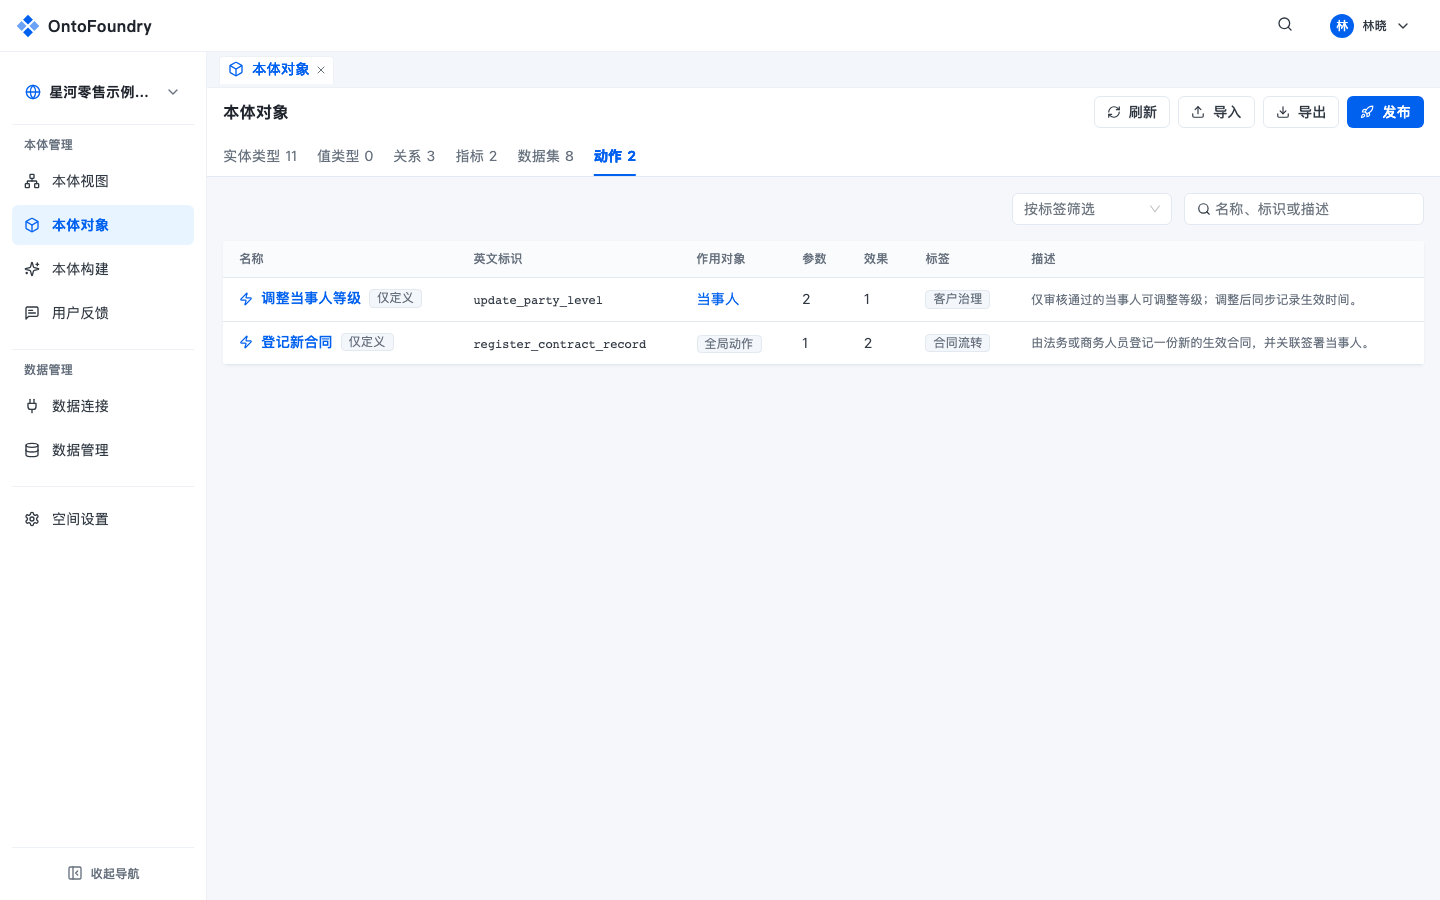 OntoFoundry
林 林晓
星河零售示例...
本体管理
本体视图
本体对象
本体构建
用户反馈
数据管理
数据连接
数据管理
空间设置
收起导航
本体对象
本体对象
刷新 导入 导出 发布
实体类型 11 值类型 0 关系 3 指标 2 数据集 8 动作 2
按标签筛选 名称、标识或描述
名称 英文标识 作用对象 参数 效果 标签 描述
调整当事人等级 仅定义 update_party_level 当事人 2 1 客户治理 仅审核通过的当事人可调整等级；调整后同步记录生效时间。
登记新合同 仅定义 register_contract_record 全局动作 1 2 合同流转 由法务或商务人员登记一份新的生效合同，并关联签署当事人。